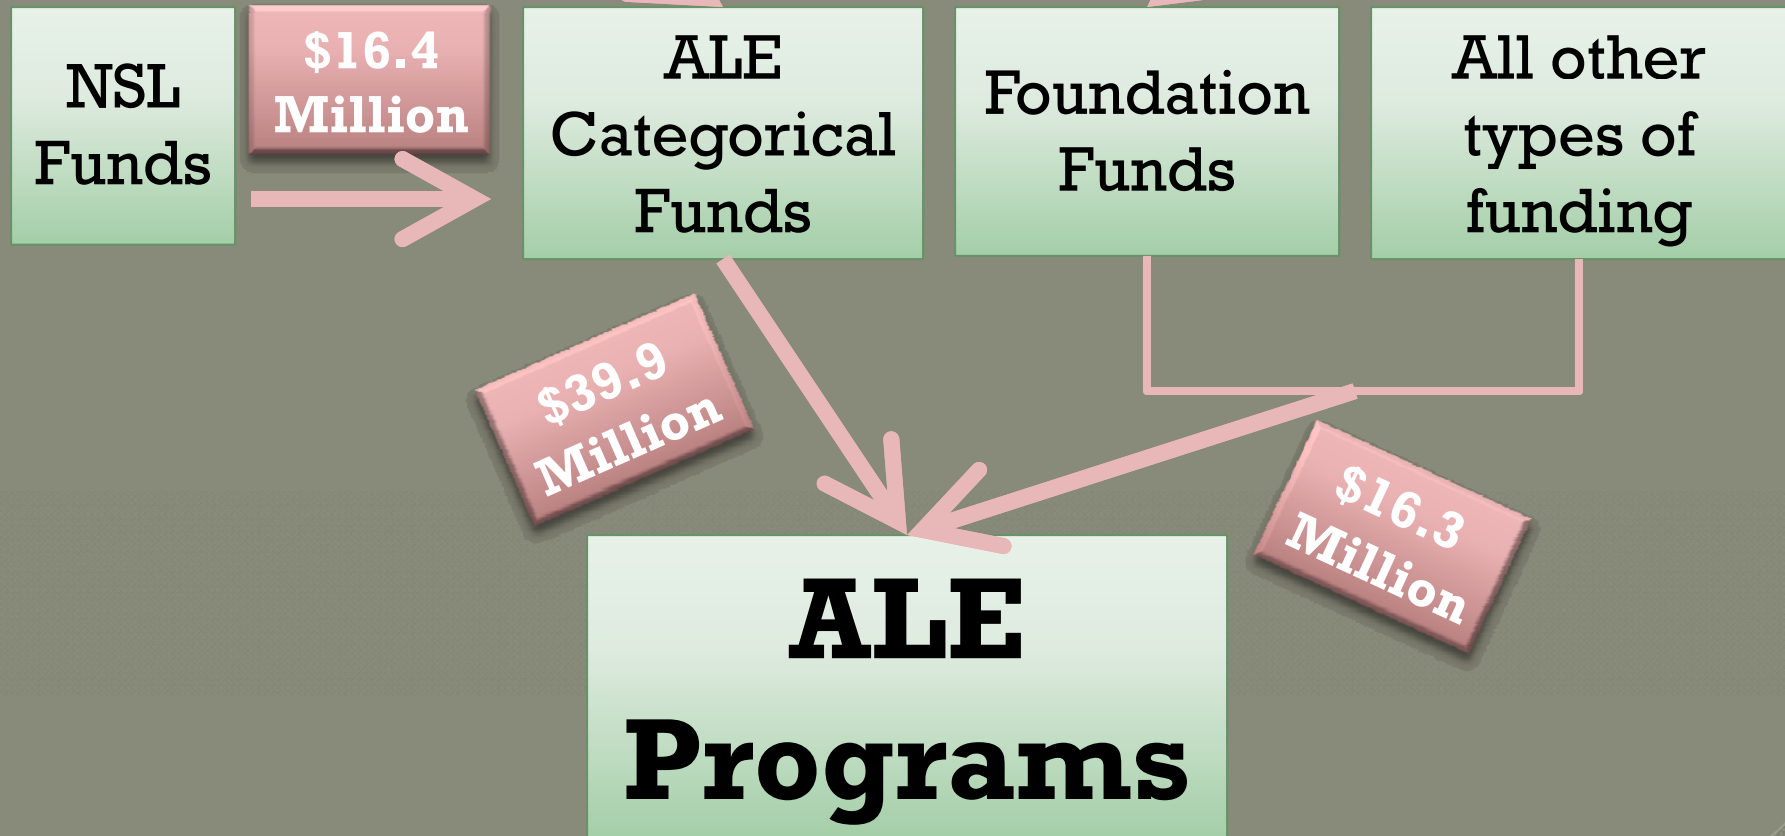 NSL
Funds
$16.4
Million
ALE
Categorical
Funds
Foundation
Funds
All other
types of
funding
$39.9
Million
$16.3
Million
ALE
Programs